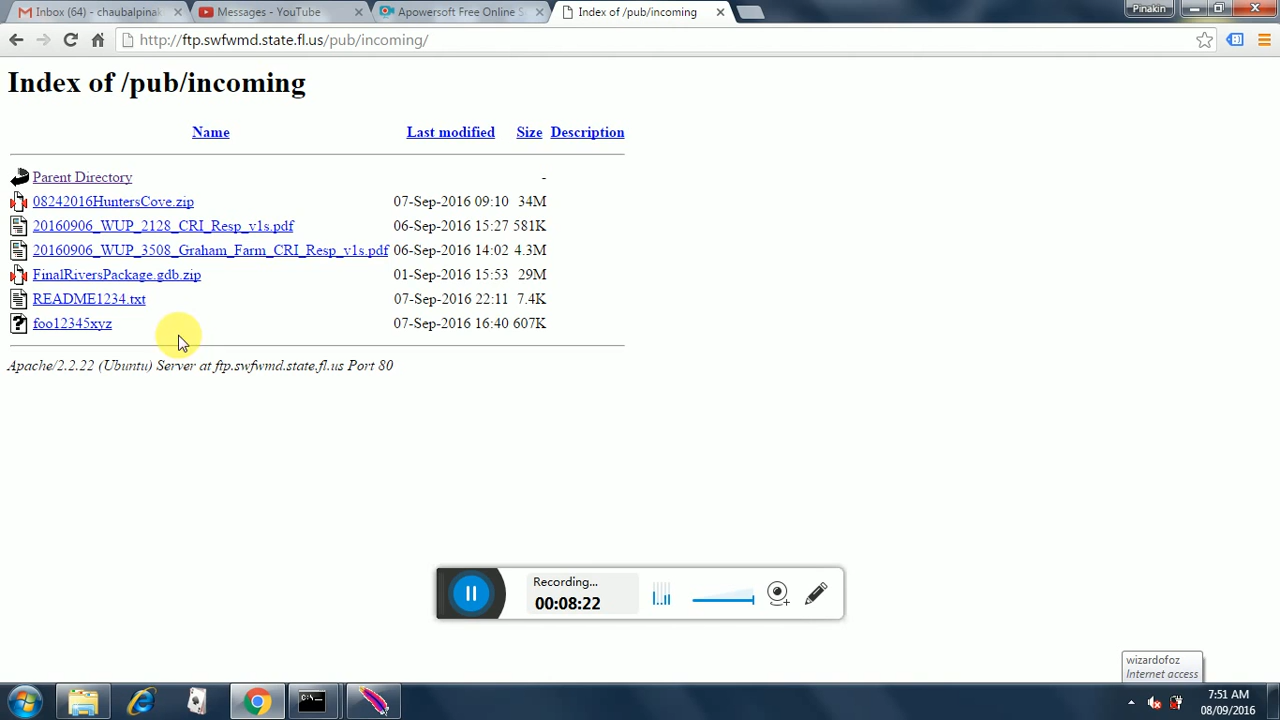 Inbox (64) - chaubalpinak
Messages - YouTube
Apowersoft Free Online S
Index of /pub/incoming
Pinakin
http://ftp.swfwmd.state.fl.us/pub/incoming/
Index of /pub/incoming
Name Last modified Size Description
Parent Directory -
08242016HuntersCove.zip 07-Sep-2016 09:10 34M
20160906_WUP_2128_CRI_Resp_v1s.pdf 06-Sep-2016 15:27 581K
20160906_WUP_3508_Graham_Farm_CRI_Resp_v1s.pdf 06-Sep-2016 14:02 4.3M
FinalRiversPackage.gdb.zip 01-Sep-2016 15:53 29M
README1234.txt 07-Sep-2016 22:11 7.4K
foo12345xyz 07-Sep-2016 16:40 607K
Apache/2.2.22 (Ubuntu) Server at ftp.swfwmd.state.fl.us Port 80
Recording...
00:08:22
wizardofoz
Internet access
C:\.
7:51 AM
08/09/2016